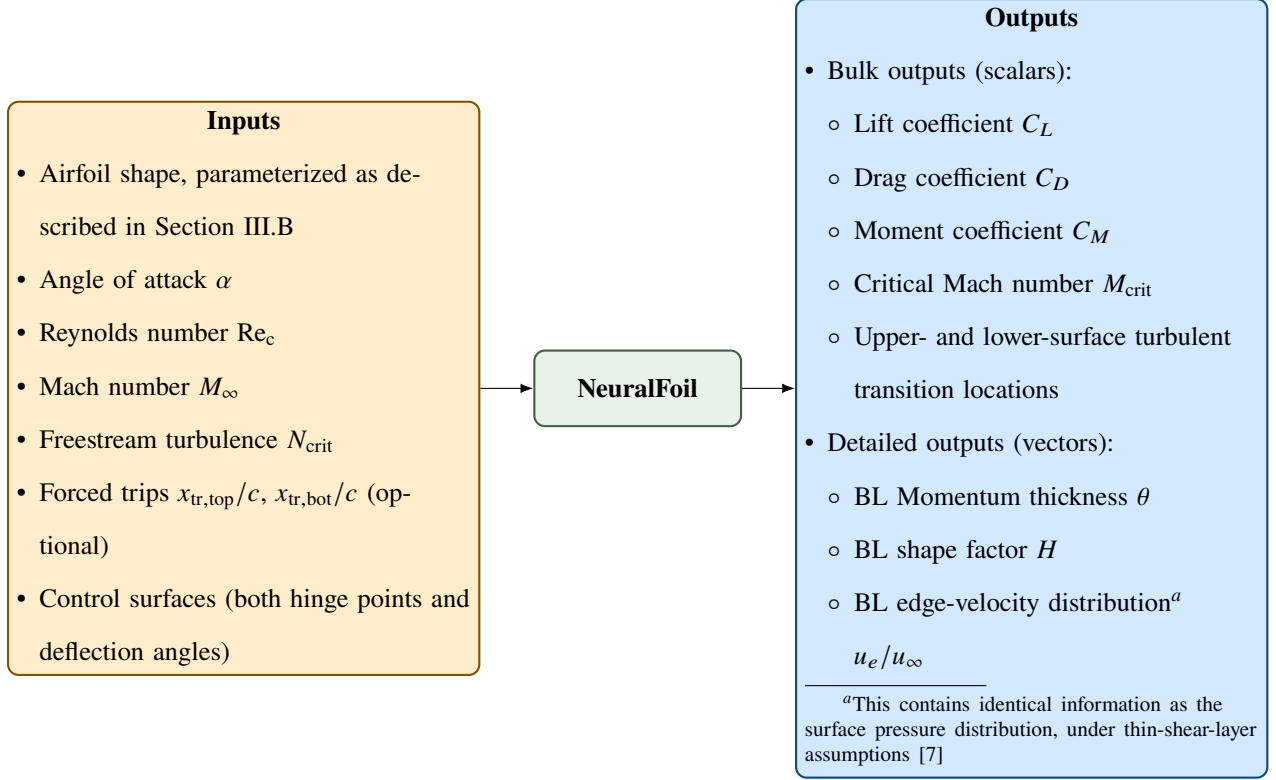 Inputs
• Airfoil shape, parameterized as de-
scribed in Section III.B
• Angle of attack α
• Reynolds number Re_c
• Mach number M_∞
• Freestream turbulence N_crit
• Forced trips x_tr,top/c, x_tr,bot/c (op-
tional)
• Control surfaces (both hinge points and
deflection angles)
NeuralFoil
Outputs
• Bulk outputs (scalars):
○ Lift coefficient C_L
○ Drag coefficient C_D
○ Moment coefficient C_M
○ Critical Mach number M_crit
○ Upper- and lower-surface turbulent
transition locations
• Detailed outputs (vectors):
○ BL Momentum thickness θ
○ BL shape factor H
○ BL edge-velocity distribution^a
u_e/u_∞
^aThis contains identical information as the
surface pressure distribution, under thin-shear-layer
assumptions [7]